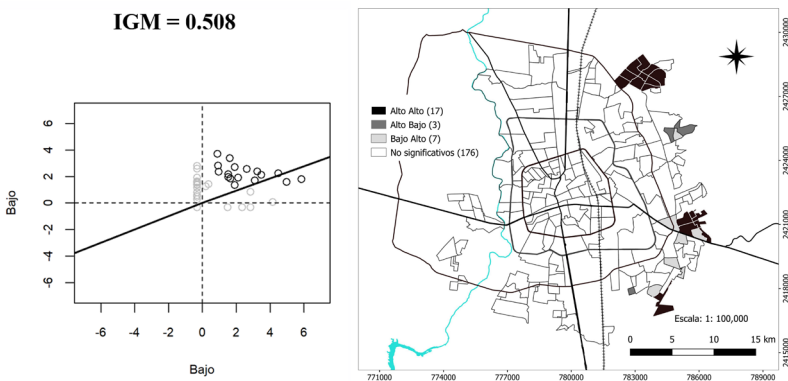 IGM = 0.508
6
4
2
0
-2
-4
-6
Bajo
-6
-4
-2
0
2
4
6
Bajo
Alto Alto (17)
Alto Bajo (3)
Bajo Alto (7)
No significativos (176)
Escala: 1: 100,000
0 5 10 15 km
2430000
2427000
2424000
2421000
2418000
2415000
771000 774000 777000 780000 783000 786000 789000